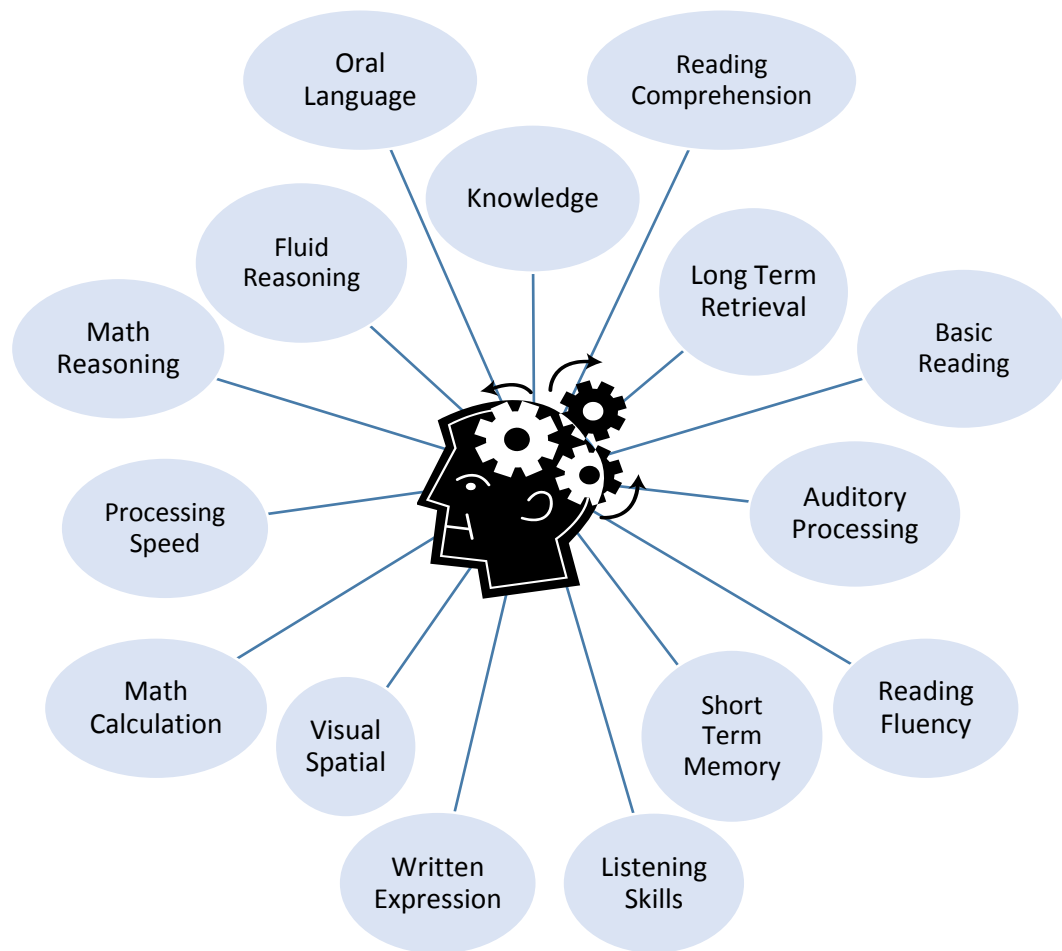 Oral
Language
Reading
Comprehension
Knowledge
Fluid
Reasoning
Long Term
Retrieval
Math
Reasoning
Basic
Reading
Processing
Speed
Auditory
Processing
Math
Calculation
Visual
Spatial
Short
Term
Memory
Reading
Fluency
Written
Expression
Listening
Skills